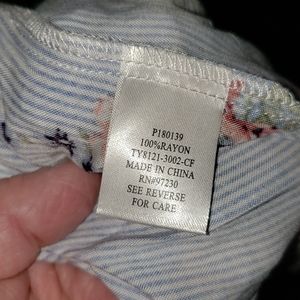 P180139
100%RAYON
TY8121-3002-CF
MADE IN CHINA
RN#97230
SEE REVERSE
FOR CARE